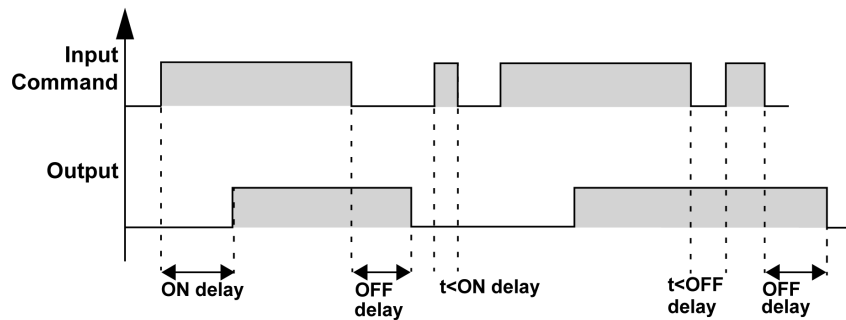 Input
Command
Output
ON delay
OFF
delay
t<ON delay
t<OFF
delay
OFF
delay